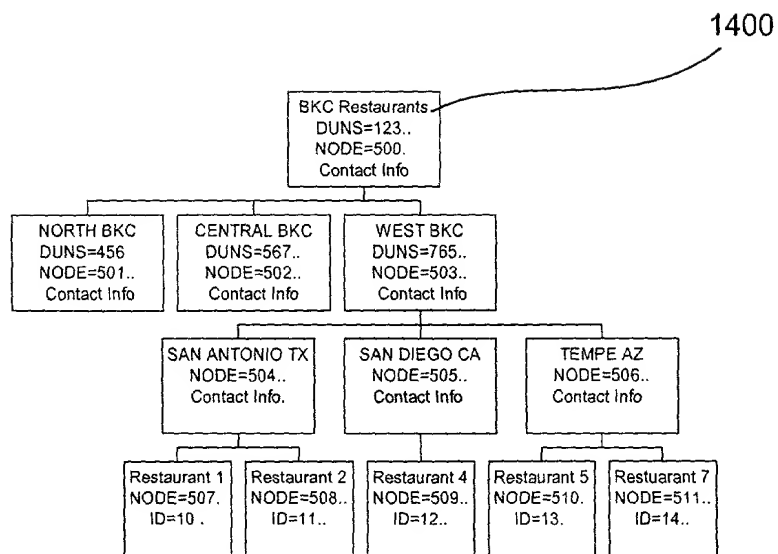 1400
BKC Restaurants
DUNS=123..
NODE=500.
Contact Info
NORTH BKC
DUNS=456
NODE=501..
Contact Info
CENTRAL BKC
DUNS=567..
NODE=502..
Contact Info
WEST BKC
DUNS=765..
NODE=503..
Contact Info
SAN ANTONIO TX
NODE=504..
Contact Info.
SAN DIEGO CA
NODE=505..
Contact Info
TEMPE AZ
NODE=506..
Contact Info
Restaurant 1
NODE=507.
ID=10 .
Restaurant 2
NODE=508..
ID=11..
Restaurant 4
NODE=509..
ID=12..
Restaurant 5
NODE=510.
ID=13.
Restuarart 7
NODE=511..
ID=14..